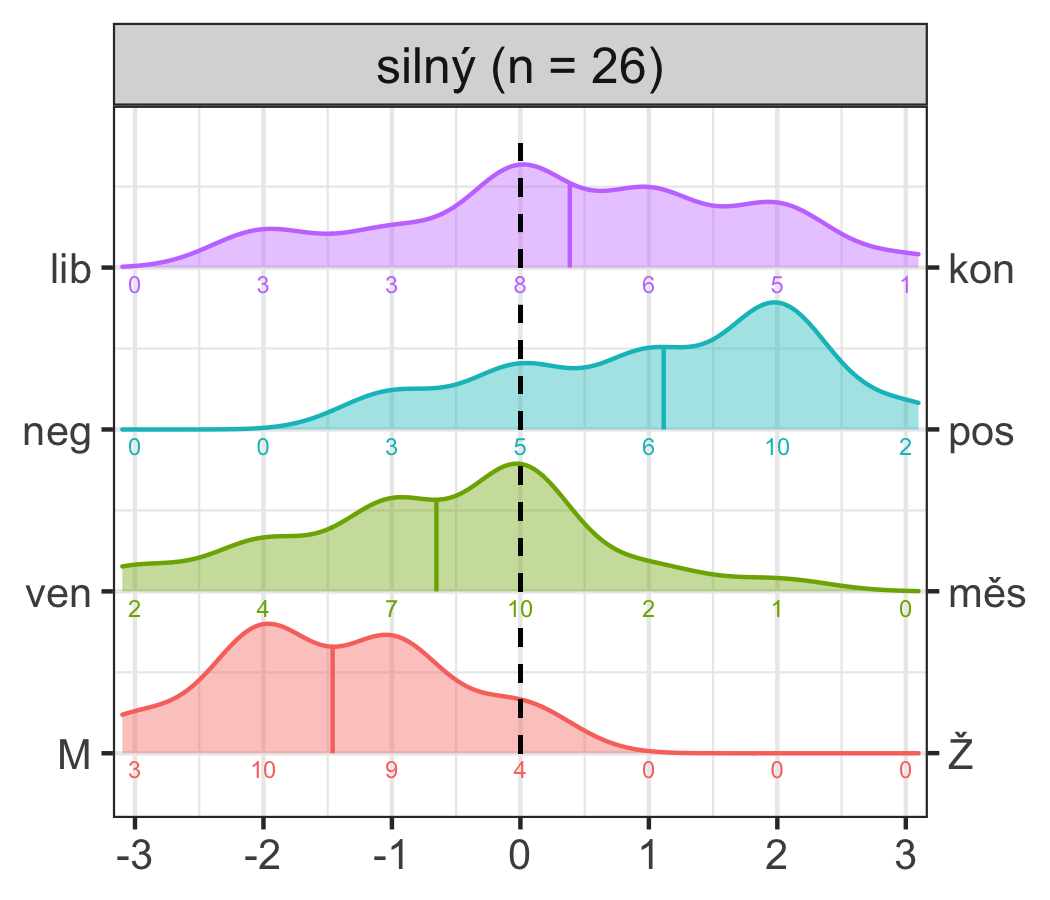 silný (n = 26)
lib kon
0 3 3 8 6 5 1
neg pos
0 0 3 5 6 10 2
ven měs
2 4 7 10 2 1 0
M Ž
3 10 9 4 0 0 0
-3 -2 -1 0 1 2 3